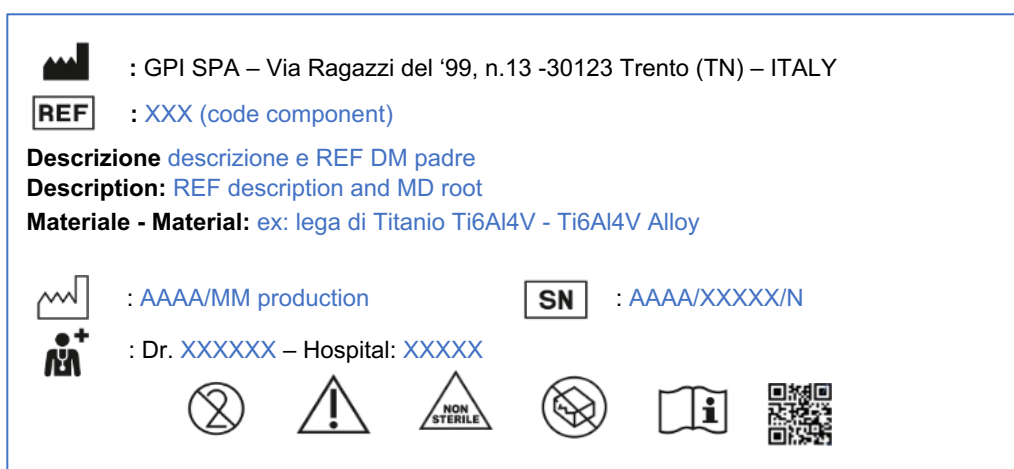 : GPI SPA – Via Ragazzi del ‘99, n.13 -30123 Trento (TN) – ITALY
REF : XXX (code component)
Descrizione descrizione e REF DM padre
Description: REF description and MD root
Materiale - Material: ex: lega di Titanio Ti6Al4V - Ti6Al4V Alloy
: AAAA/MM production SN : AAAA/XXXXX/N
: Dr. XXXXXX – Hospital: XXXXX
2 ! NON STERILE i